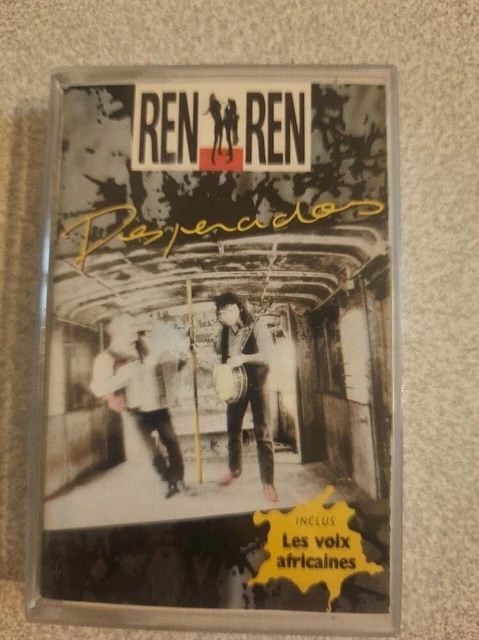 REN REN
Desperados
INCLUS
Les voix
africaines